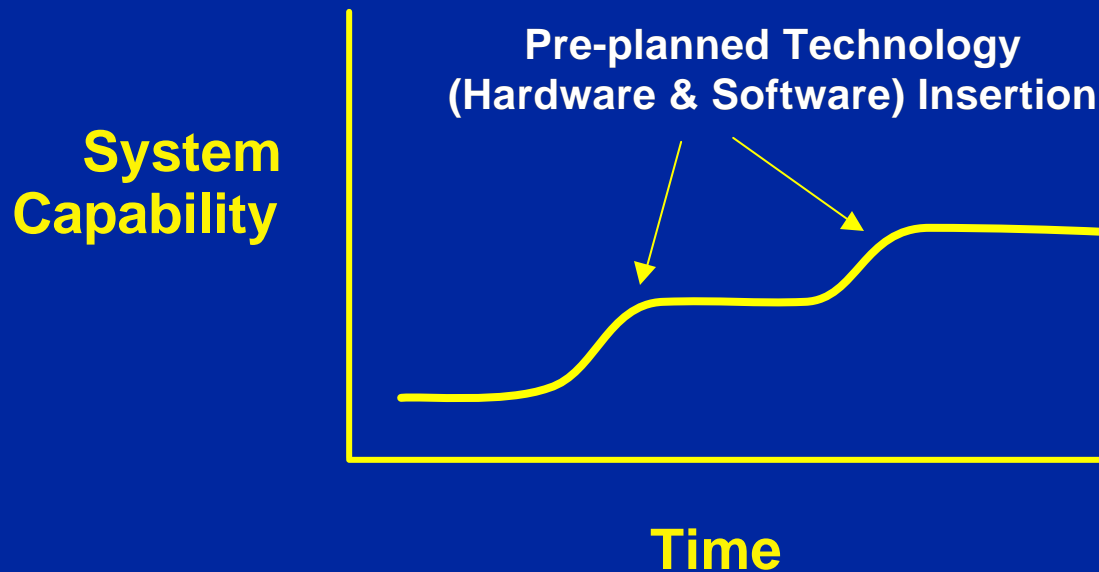 Pre-planned Technology
(Hardware & Software) Insertion
System
Capability
Time